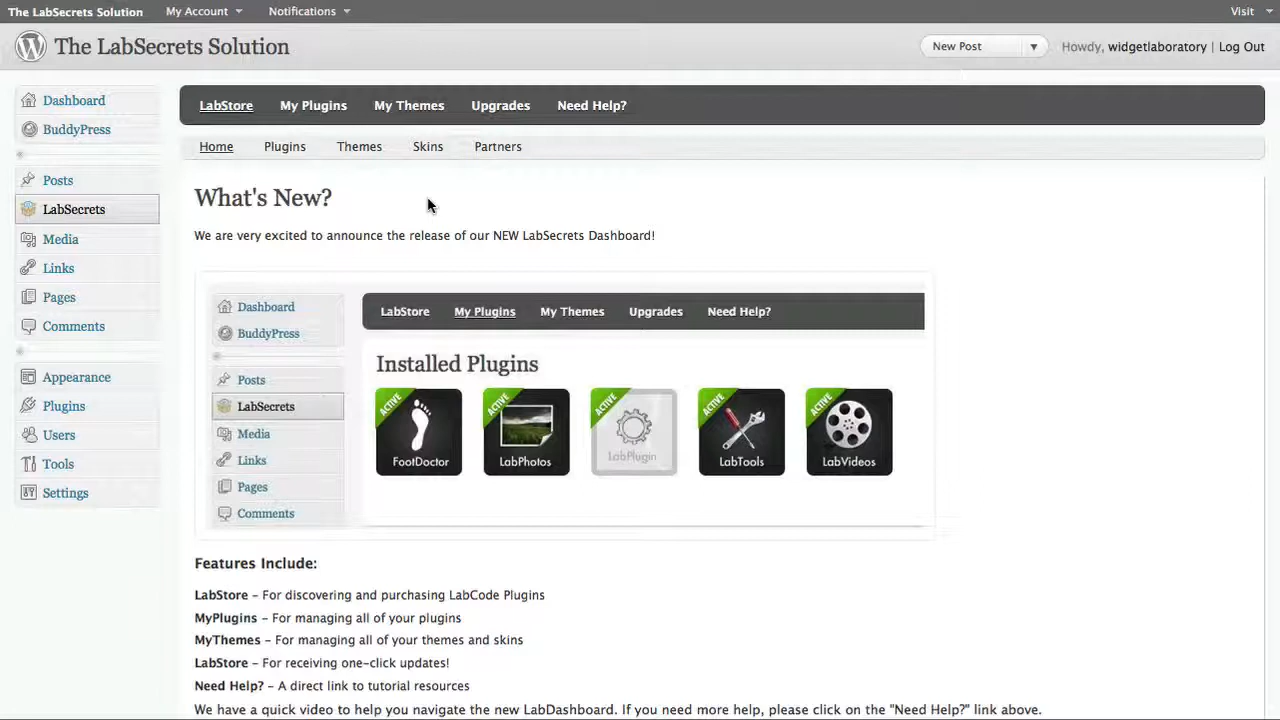 The LabSecrets Solution My Account Notifications Visit
The LabSecrets Solution New Post Howdy, widgetlaboratory | Log Out
Dashboard
BuddyPress
Posts
LabSecrets
Media
Links
Pages
Comments
Appearance
Plugins
Users
Tools
Settings
LabStore My Plugins My Themes Upgrades Need Help?
Home Plugins Themes Skins Partners
What's New?
We are very excited to announce the release of our NEW LabSecrets Dashboard!
Dashboard
BuddyPress
Posts
LabSecrets
Media
Links
Pages
Comments
LabStore My Plugins My Themes Upgrades Need Help?
Installed Plugins
ACTIVE ACTIVE ACTIVE ACTIVE ACTIVE
FootDoctor LabPhotos LabPlugin LabTools LabVideos
Features Include:
LabStore – For discovering and purchasing LabCode Plugins
MyPlugins – For managing all of your plugins
MyThemes – For managing all of your themes and skins
LabStore – For receiving one-click updates!
Need Help? – A direct link to tutorial resources
We have a quick video to help you navigate the new LabDashboard. If you need more help, please click on the "Need Help?" link above.